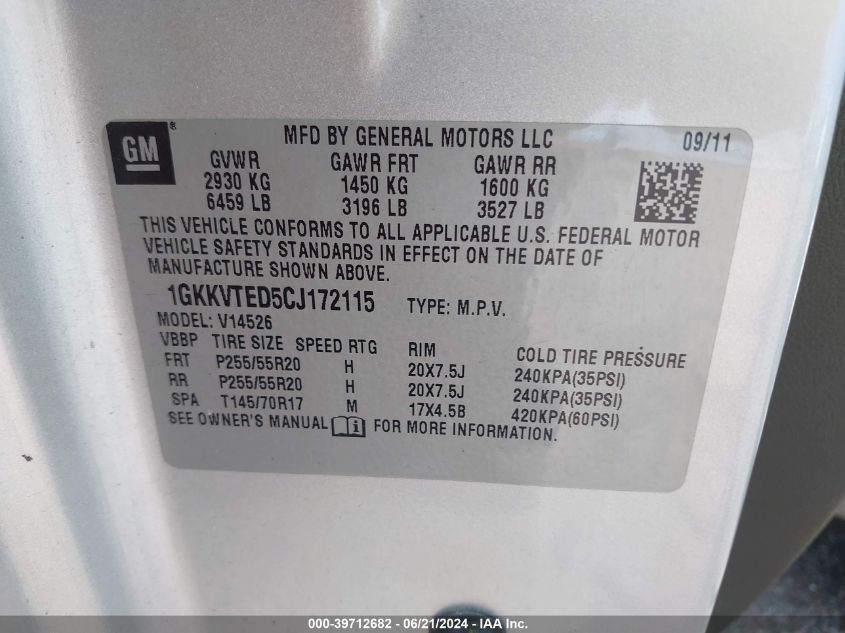 GM ® MFD BY GENERAL MOTORS LLC 09/11
GVWR GAWR FRT GAWR RR
2930 KG 1450 KG 1600 KG
6459 LB 3196 LB 3527 LB
THIS VEHICLE CONFORMS TO ALL APPLICABLE U.S. FEDERAL MOTOR
VEHICLE SAFETY STANDARDS IN EFFECT ON THE DATE OF
MANUFACTURE SHOWN ABOVE.
1GKKVTED5CJ172115 TYPE: M.P.V.
MODEL: V14526
VBBP TIRE SIZE SPEED RTG RIM COLD TIRE PRESSURE
FRT P255/55R20 H 20X7.5J 240KPA(35PSI)
RR P255/55R20 H 20X7.5J 240KPA(35PSI)
SPA T145/70R17 M 17X4.5B 420KPA(60PSI)
SEE OWNER'S MANUAL i FOR MORE INFORMATION.
000-39712682 - 06/21/2024 - IAA Inc.